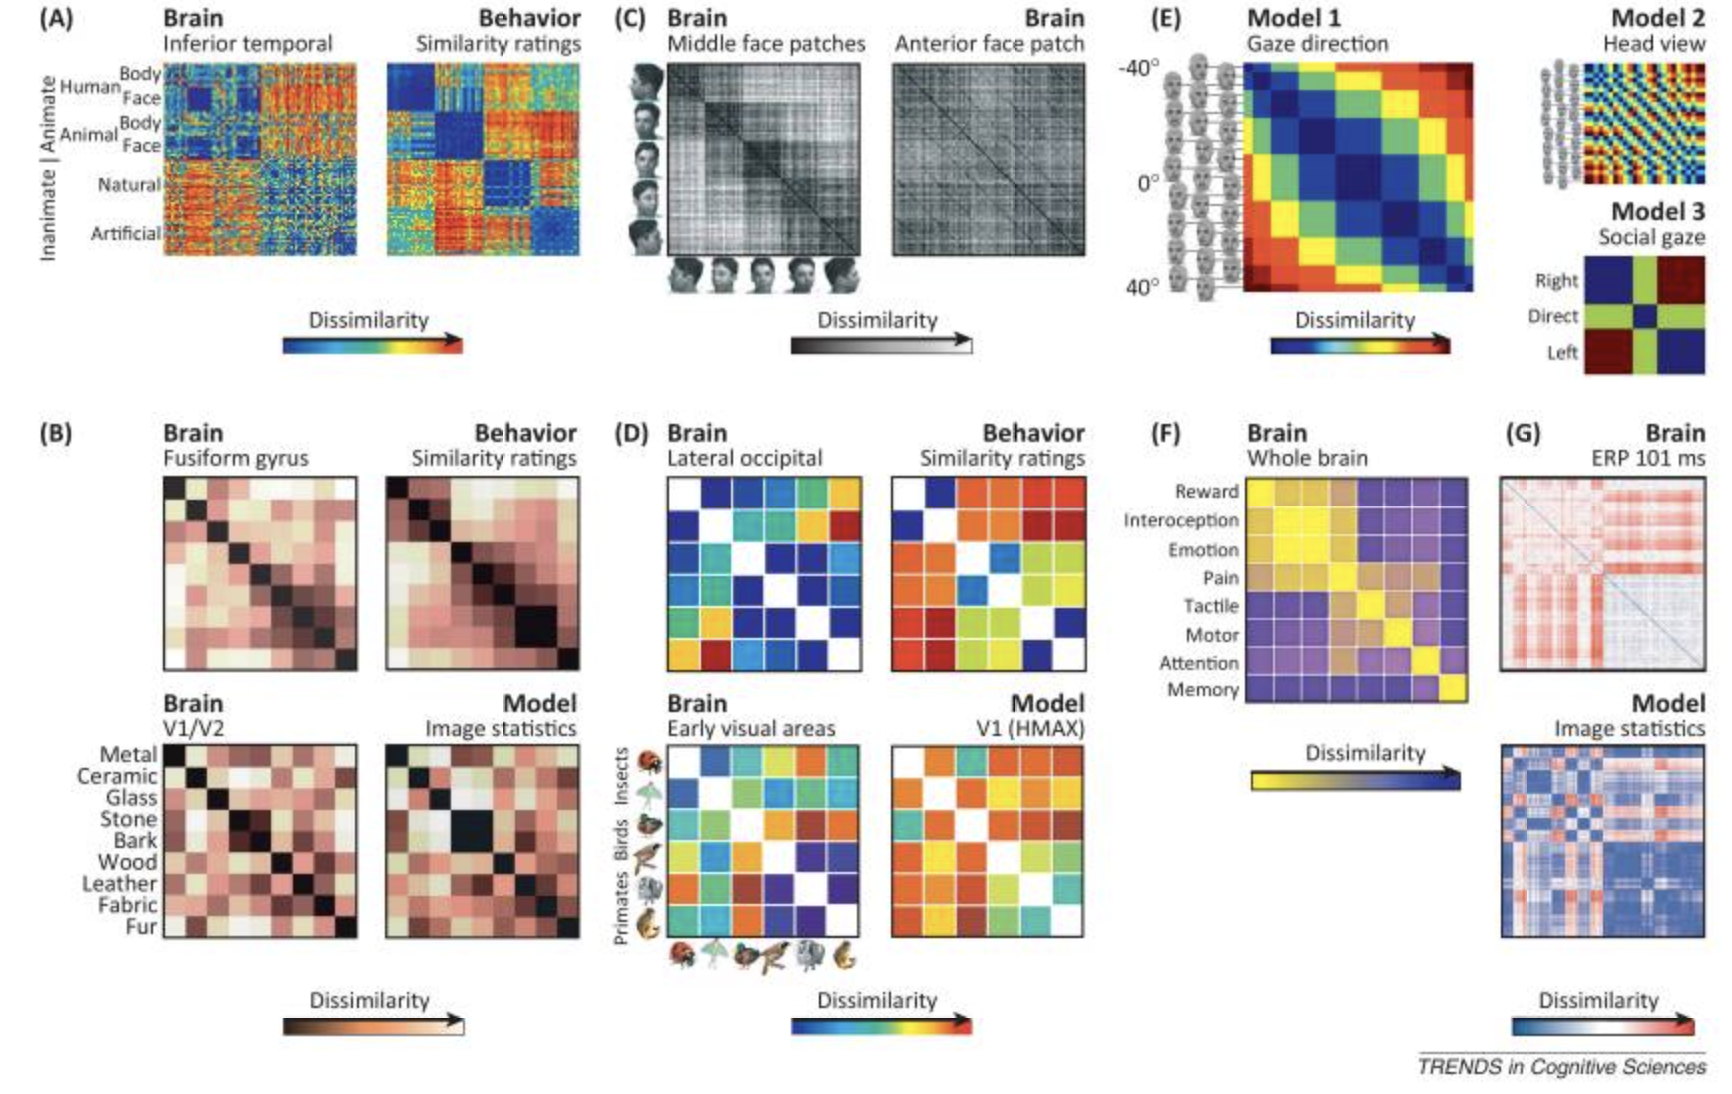 (A)
Brain
Inferior temporal
Behavior
Similarity ratings
Inanimate | Animate
Human
Body
Face
Animal
Body
Face
Natural
Artificial
Dissimilarity
(B)
Brain
Fusiform gyrus
Behavior
Similarity ratings
Brain
V1/V2
Model
Image statistics
Metal
Ceramic
Glass
Stone
Bark
Wood
Leather
Fabric
Fur
Dissimilarity
(C)
Brain
Middle face patches
Brain
Anterior face patch
Dissimilarity
(D)
Brain
Lateral occipital
Behavior
Similarity ratings
Brain
Early visual areas
Model
V1 (HMAX)
Insects
Birds
Primates
Dissimilarity
(E)
Model 1
Gaze direction
-40°
0°
40°
Dissimilarity
Model 2
Head view
Model 3
Social gaze
Right
Direct
Left
(F)
Brain
Whole brain
Reward
Interoception
Emotion
Pain
Tactile
Motor
Attention
Memory
Dissimilarity
(G)
Brain
ERP 101 ms
Model
Image statistics
Dissimilarity
TRENDS in Cognitive Sciences